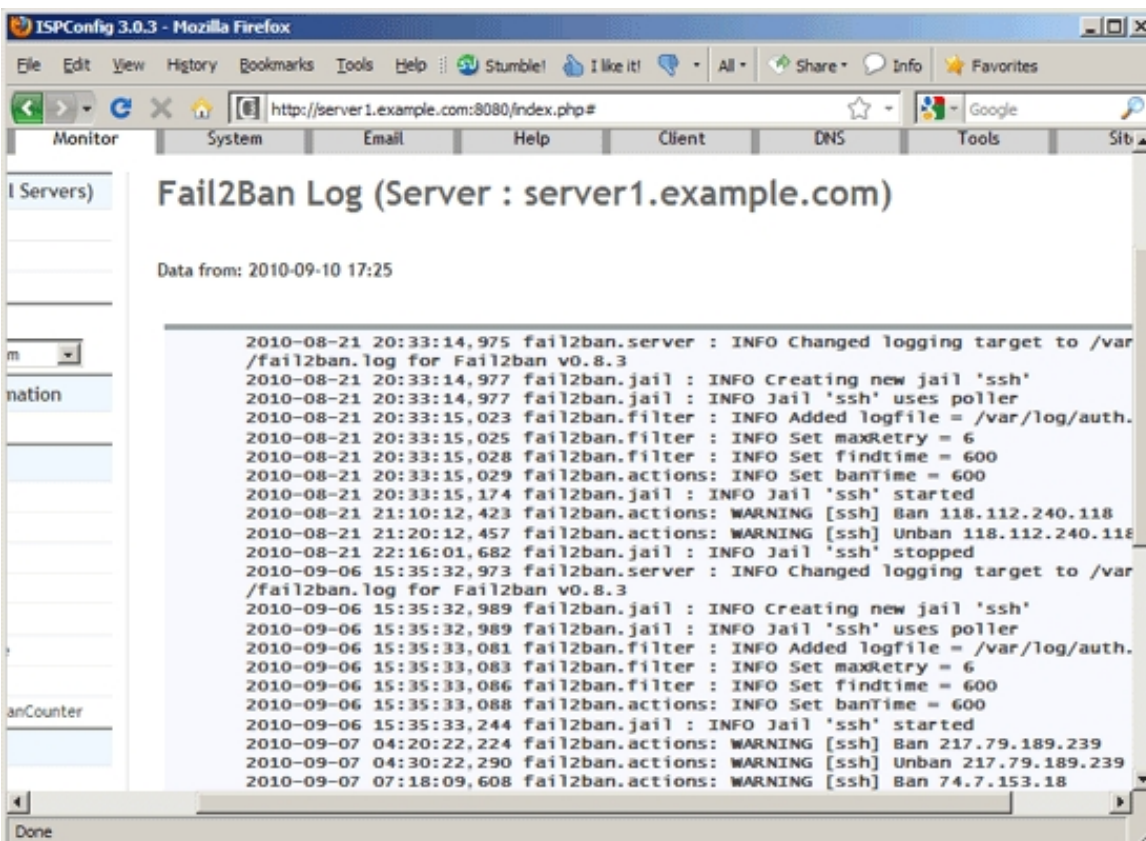 ISPConfig 3.0.3 - Mozilla Firefox
File Edit View History Bookmarks Tools Help Stumble! I like it! All Share Info Favorites
http://server1.example.com:8080/index.php# Google
Monitor System Email Help Client DNS Tools
l Servers)
Fail2Ban Log (Server : server1.example.com)
Data from: 2010-09-10 17:25
m
mation
anCounter
2010-08-21 20:33:14,975 fail2ban.server : INFO Changed logging target to /var
/fail2ban.log for Fail2ban v0.8.3
2010-08-21 20:33:14,977 fail2ban.jail : INFO Creating new jail 'ssh'
2010-08-21 20:33:14,977 fail2ban.jail : INFO Jail 'ssh' uses poller
2010-08-21 20:33:15,023 fail2ban.filter : INFO Added logfile = /var/log/auth.
2010-08-21 20:33:15,025 fail2ban.filter : INFO Set maxRetry = 6
2010-08-21 20:33:15,028 fail2ban.filter : INFO Set findtime = 600
2010-08-21 20:33:15,029 fail2ban.actions: INFO Set banTime = 600
2010-08-21 20:33:15,174 fail2ban.jail : INFO Jail 'ssh' started
2010-08-21 21:10:12,423 fail2ban.actions: WARNING [ssh] Ban 118.112.240.118
2010-08-21 21:20:12,457 fail2ban.actions: WARNING [ssh] Unban 118.112.240.118
2010-08-21 22:16:01,682 fail2ban.jail : INFO Jail 'ssh' stopped
2010-09-06 15:35:32,973 fail2ban.server : INFO Changed logging target to /var
/fail2ban.log for Fail2ban v0.8.3
2010-09-06 15:35:32,989 fail2ban.jail : INFO Creating new jail 'ssh'
2010-09-06 15:35:32,989 fail2ban.jail : INFO Jail 'ssh' uses poller
2010-09-06 15:35:33,081 fail2ban.filter : INFO Added logfile = /var/log/auth.
2010-09-06 15:35:33,083 fail2ban.filter : INFO Set maxRetry = 6
2010-09-06 15:35:33,086 fail2ban.filter : INFO Set findtime = 600
2010-09-06 15:35:33,088 fail2ban.actions: INFO Set banTime = 600
2010-09-06 15:35:33,244 fail2ban.jail : INFO Jail 'ssh' started
2010-09-07 04:20:22,224 fail2ban.actions: WARNING [ssh] Ban 217.79.189.239
2010-09-07 04:30:22,290 fail2ban.actions: WARNING [ssh] Unban 217.79.189.239
2010-09-07 07:18:09,608 fail2ban.actions: WARNING [ssh] Ban 74.7.153.18
Done